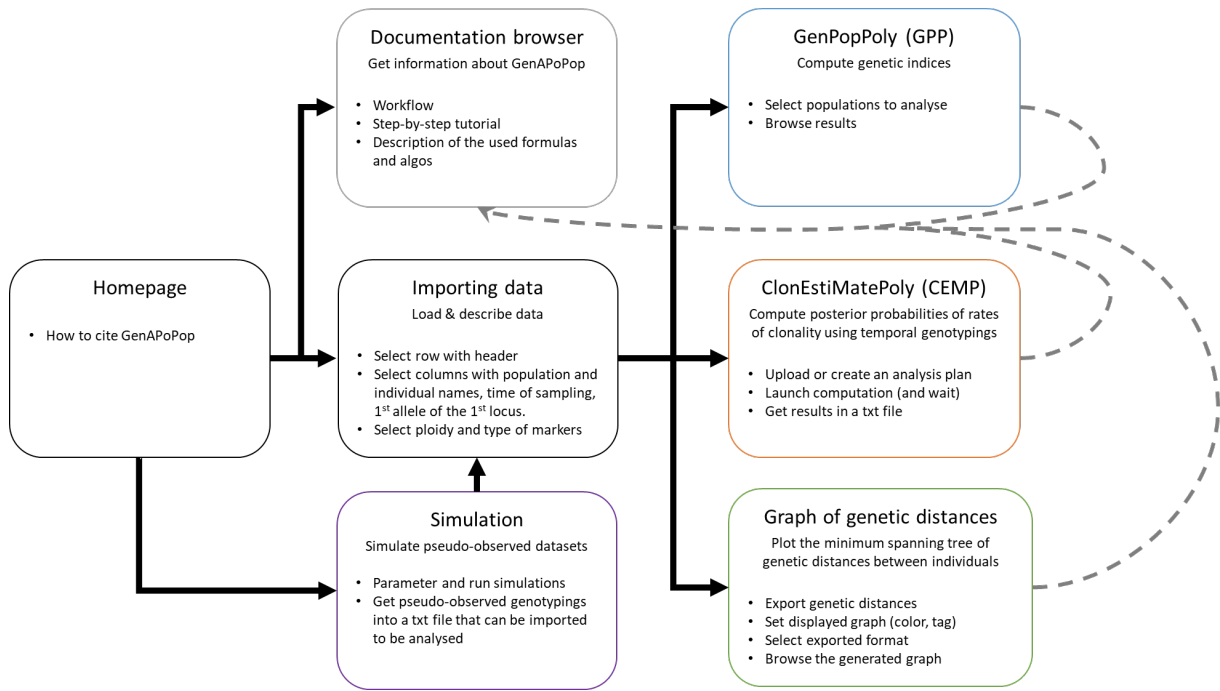 Documentation browser
Get information about GenAPoPop
• Workflow
• Step-by-step tutorial
• Description of the used formulas
and algos
GenPopPoly (GPP)
Compute genetic indices
• Select populations to analyse
• Browse results
Homepage
• How to cite GenAPoPop
Importing data
Load & describe data
• Select row with header
• Select columns with population and
individual names, time of sampling,
1st allele of the 1st locus.
• Select ploidy and type of markers
ClonEstiMatePoly (CEMP)
Compute posterior probabilities of rates
of clonality using temporal genotypings
• Upload or create an analysis plan
• Launch computation (and wait)
• Get results in a txt file
Simulation
Simulate pseudo-observed datasets
• Parameter and run simulations
• Get pseudo-observed genotypings
into a txt file that can be imported
to be analysed
Graph of genetic distances
Plot the minimum spanning tree of
genetic distances between individuals
• Export genetic distances
• Set displayed graph (color, tag)
• Select exported format
• Browse the generated graph